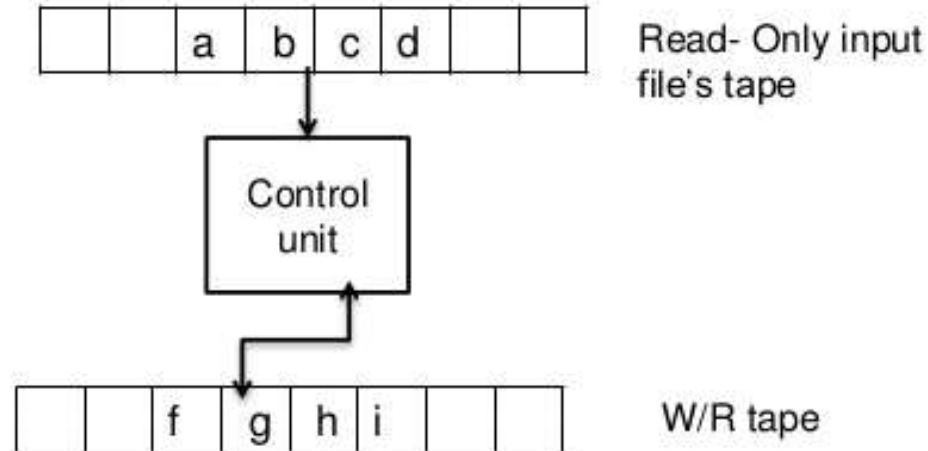 a b c d
Read- Only input
file's tape
Control
unit
f g h i
W/R tape